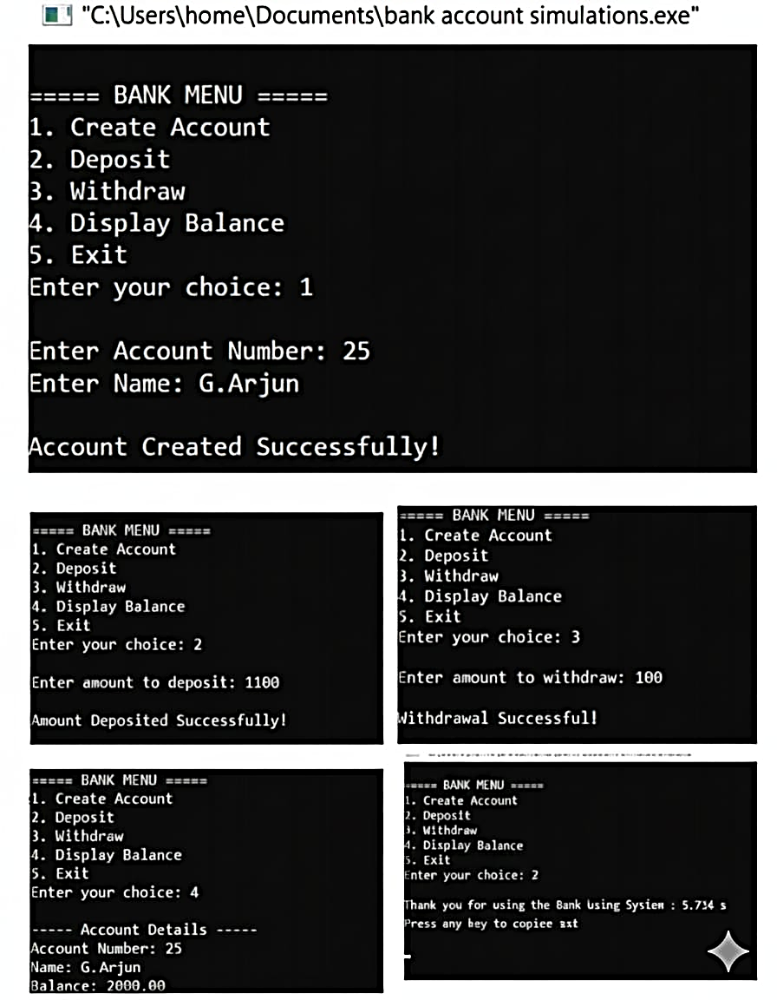 "C:\Users\home\Documents\bank account simulations.exe"
===== BANK MENU =====
1. Create Account
2. Deposit
3. Withdraw
4. Display Balance
5. Exit
Enter your choice: 1
Enter Account Number: 25
Enter Name: G.Arjun
Account Created Successfully!
===== BANK MENU =====
1. Create Account
2. Deposit
3. Withdraw
4. Display Balance
5. Exit
Enter your choice: 2
Enter amount to deposit: 1100
Amount Deposited Successfully!
===== BANK MENU =====
1. Create Account
2. Deposit
3. Withdraw
4. Display Balance
5. Exit
Enter your choice: 3
Enter amount to withdraw: 100
Withdrawal Successful!
===== BANK MENU =====
1. Create Account
2. Deposit
3. Withdraw
4. Display Balance
5. Exit
Enter your choice: 4
----- Account Details -----
Account Number: 25
Name: G.Arjun
Balance: 2000.00
===== BANK MENU =====
1. Create Account
2. Deposit
3. Withdraw
4. Display Balance
5. Exit
Enter your choice: 2
Thank you for using the Bank Using System : 5.734 s
Press any key to copiee